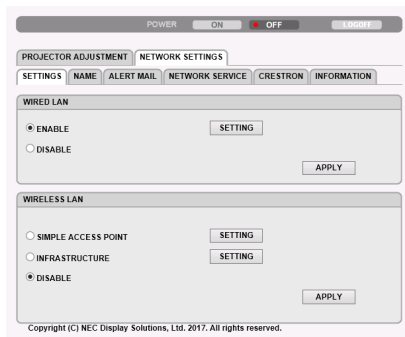 POWER ON OFF LOGOFF
PROJECTOR ADJUSTMENT NETWORK SETTINGS
SETTINGS NAME ALERT MAIL NETWORK SERVICE CRESTRON INFORMATION
WIRED LAN
ENABLE SETTING
DISABLE
APPLY
WIRELESS LAN
SIMPLE ACCESS POINT SETTING
INFRASTRUCTURE SETTING
DISABLE
APPLY
Copyright (C) NEC Display Solutions, Ltd. 2017. All rights reserved.